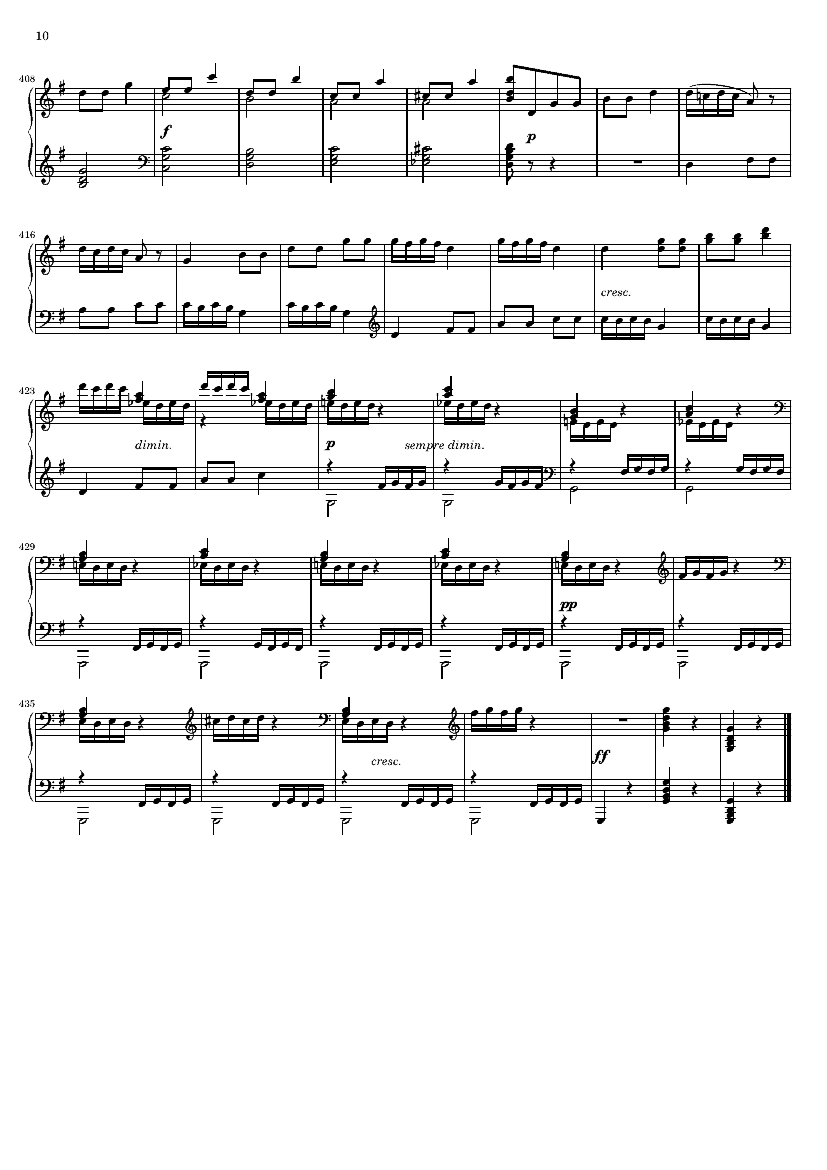 10
408
f
p
416
cresc.
423
dimin.
p
sempre dimin.
429
pp
435
cresc.
ff